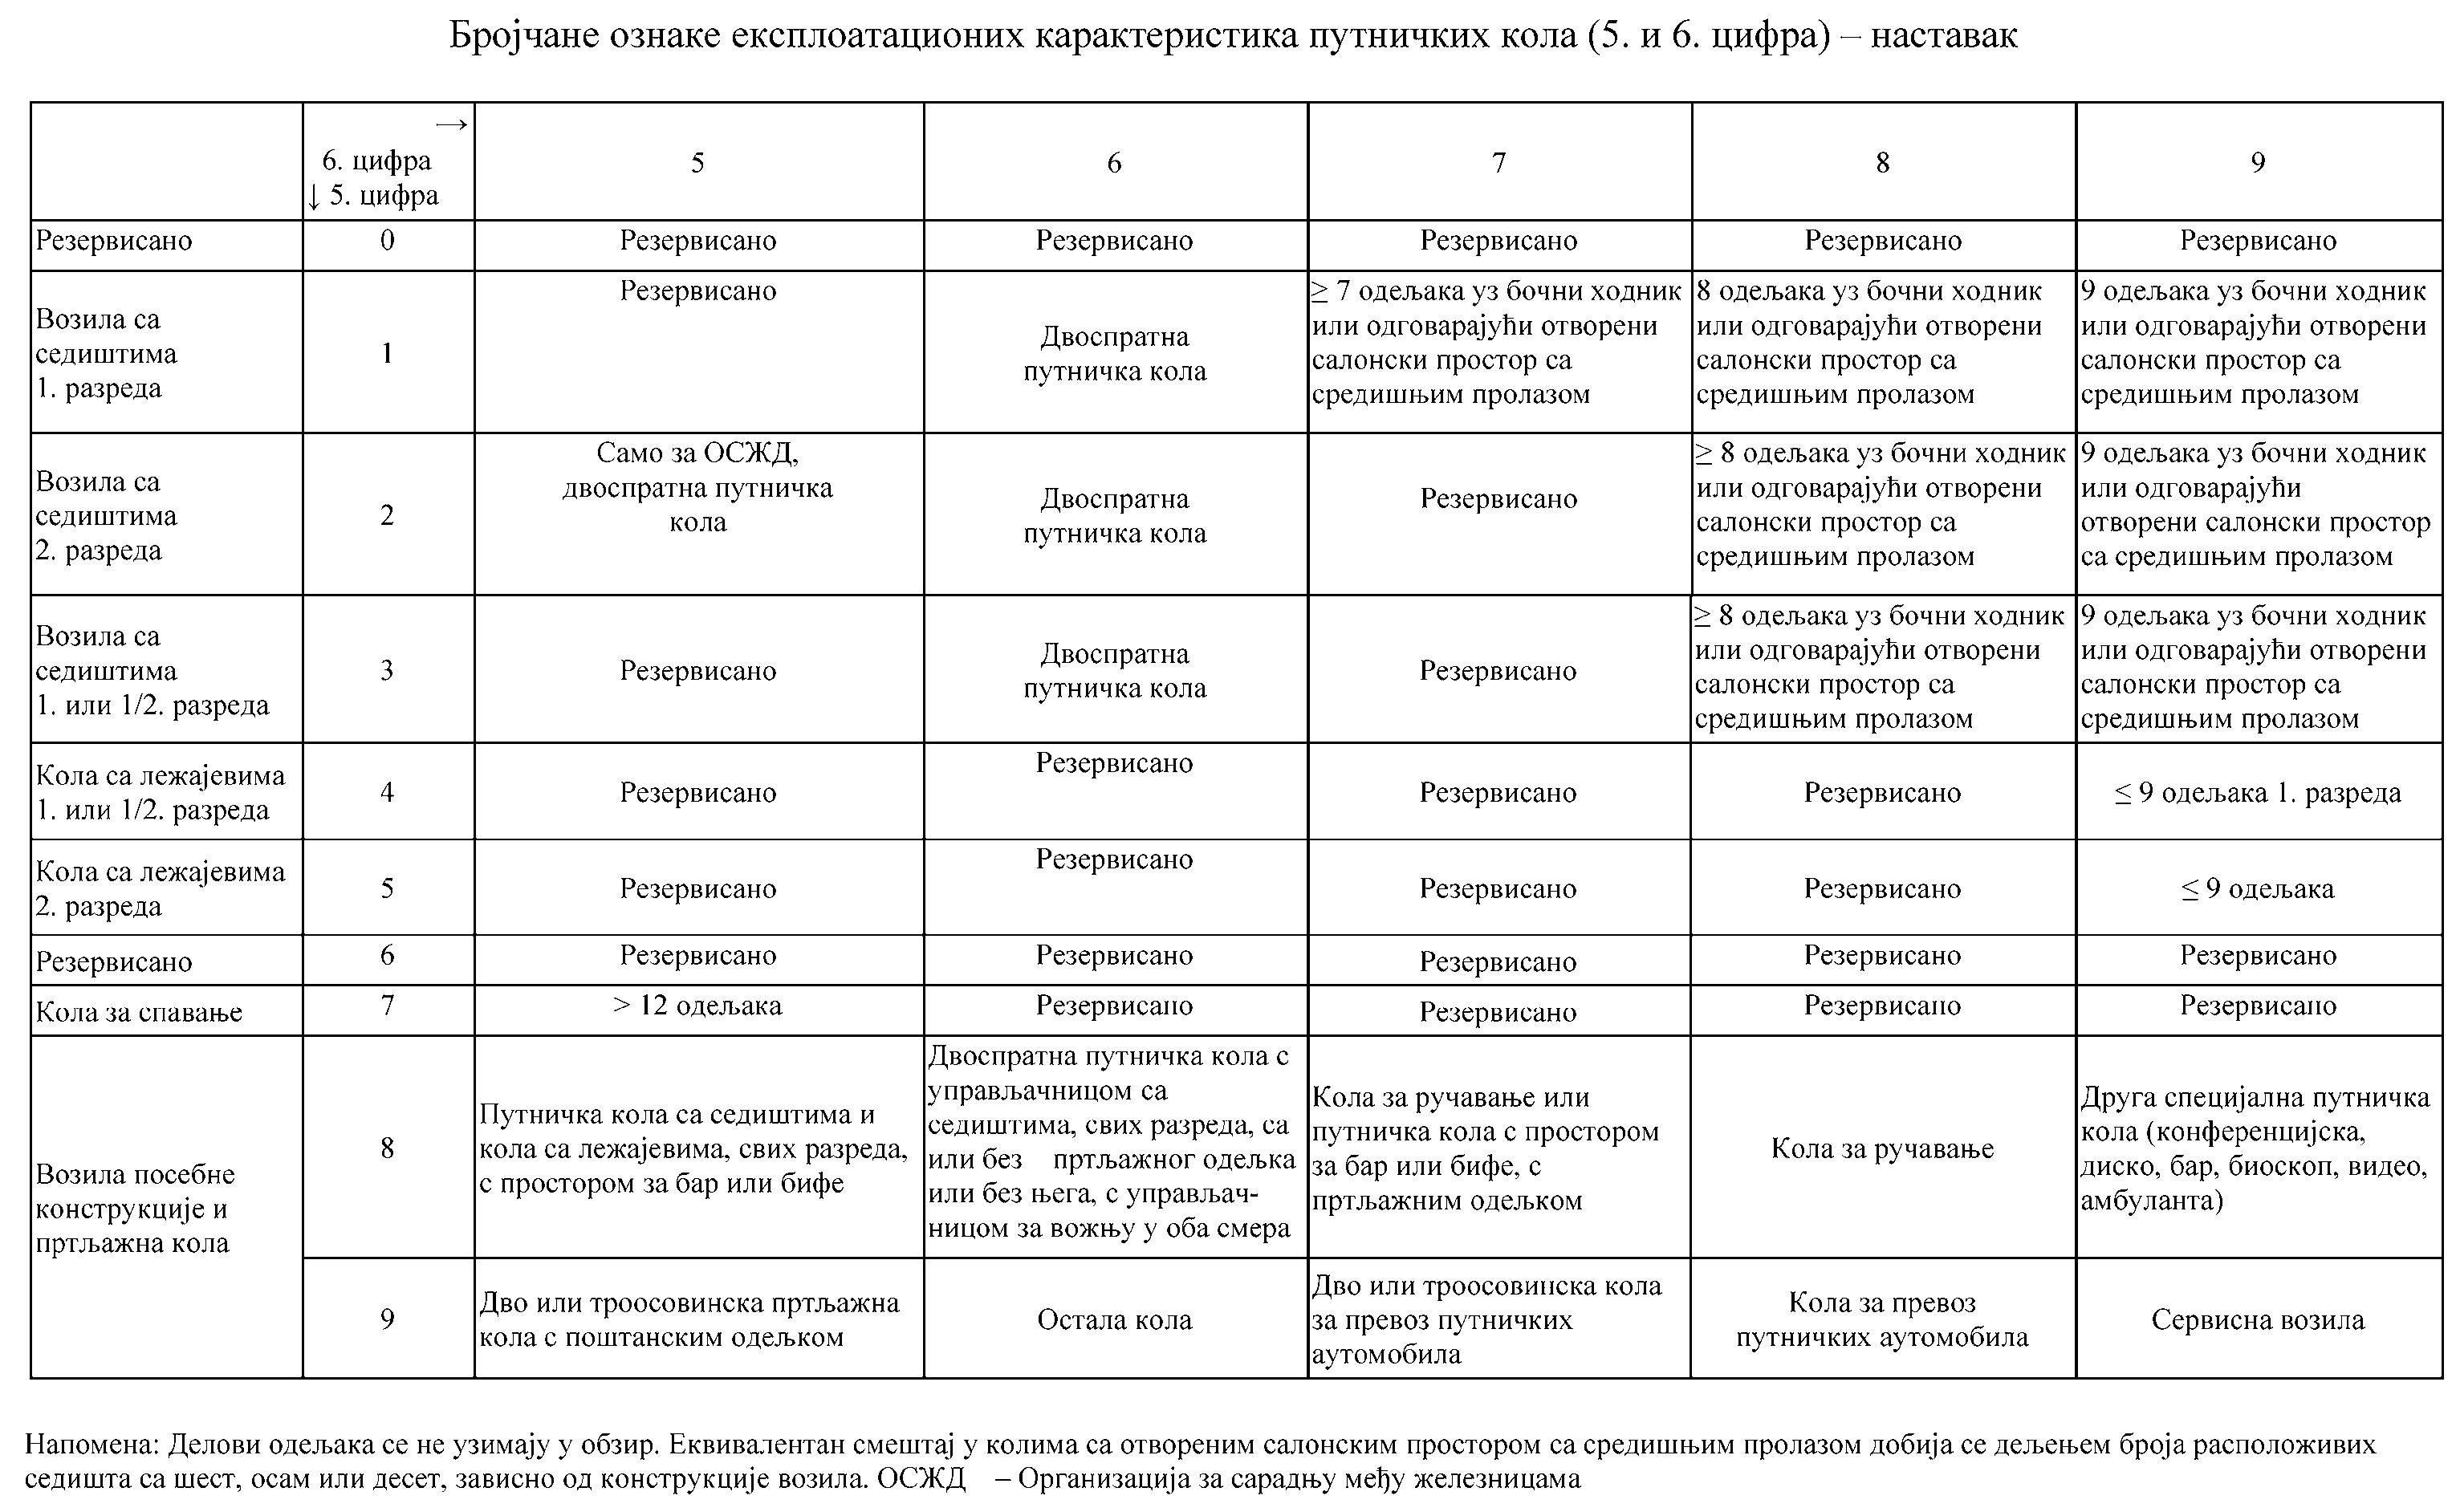 Бројчане ознаке експлоатационих карактеристика путничких кола (5. и 6. цифра) – наставак
→
6. цифра
↓ 5. цифра
5
6
7
8
9
Резервисано
0
Резервисано
Резервисано
Резервисано
Резервисано
Резервисано
Возила са
седиштима
1. разреда
1
Резервисано
Двоспратна
путничка кола
≥ 7 одељака уз бочни ходник
или одговарајући отворени
салонски простор са
средишњим пролазом
8 одељака уз бочни ходник
или одговарајући отворени
салонски простор са
средишњим пролазом
9 одељака уз бочни ходник
или одговарајући отворени
салонски простор са
средишњим пролазом
Возила са
седиштима
2. разреда
2
Само за ОСЖД,
двоспратна путничка
кола
Двоспратна
путничка кола
Резервисано
≥ 8 одељака уз бочни ходник
или одговарајући отворени
салонски простор са
средишњим пролазом
9 одељака уз бочни ходник
или одговарајући
отворени салонски простор
са средишњим пролазом
Возила са
седиштима
1. или 1/2. разреда
3
Резервисано
Двоспратна
путничка кола
Резервисано
≥ 8 одељака уз бочни ходник
или одговарајући отворени
салонски простор са
средишњим пролазом
9 одељака уз бочни ходник
или одговарајући отворени
салонски простор са
средишњим пролазом
Кола са лежајевима
1. или 1/2. разреда
4
Резервисано
Резервисано
Резервисано
Резервисано
≤ 9 одељака 1. разреда
Кола са лежајевима
2. разреда
5
Резервисано
Резервисано
Резервисано
Резервисано
≤ 9 одељака
Резервисано
6
Резервисано
Резервисано
Резервисано
Резервисано
Резервисано
Кола за спавање
7
> 12 одељака
Резервисано
Резервисано
Резервисано
Резервисано
Возила посебне
конструкције и
пртљажна кола
8
Путничка кола са седиштима и
кола са лежајевима, свих разреда,
с простором за бар или бифе
Двоспратна путничка кола с
управљачницом са
седиштима, свих разреда, са
или без пртљажног одељка
или без њега, с управљач-
ницом за вожњу у оба смера
Кола за ручавање или
путничка кола с простором
за бар или бифе, с
пртљажним одељком
Кола за ручавање
Друга специјална путничка
кола (конференцијска,
диско, бар, биоскоп, видео,
амбуланта)
9
Дво или троосовинска пртљажна
кола с поштанским одељком
Остала кола
Дво или троосовинска кола
за превоз путничких
аутомобила
Кола за превоз
путничких аутомобила
Сервисна возила
Напомена: Делови одељака се не узимају у обзир. Еквивалентан смештај у колима са отвореним салонским простором са средишњим пролазом добија се дељењем броја расположивих
седишта са шест, осам или десет, зависно од конструкције возила. ОСЖД – Организација за сарадњу међу железницама